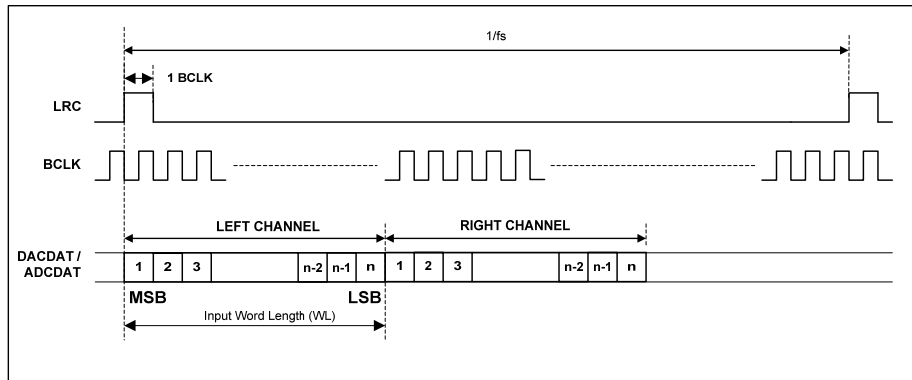 1/fs
1 BCLK
LRC
BCLK
LEFT CHANNEL
RIGHT CHANNEL
DACDAT /
ADCDAT
1 2 3 n-2 n-1 n 1 2 3 n-2 n-1 n
MSB LSB
Input Word Length (WL)